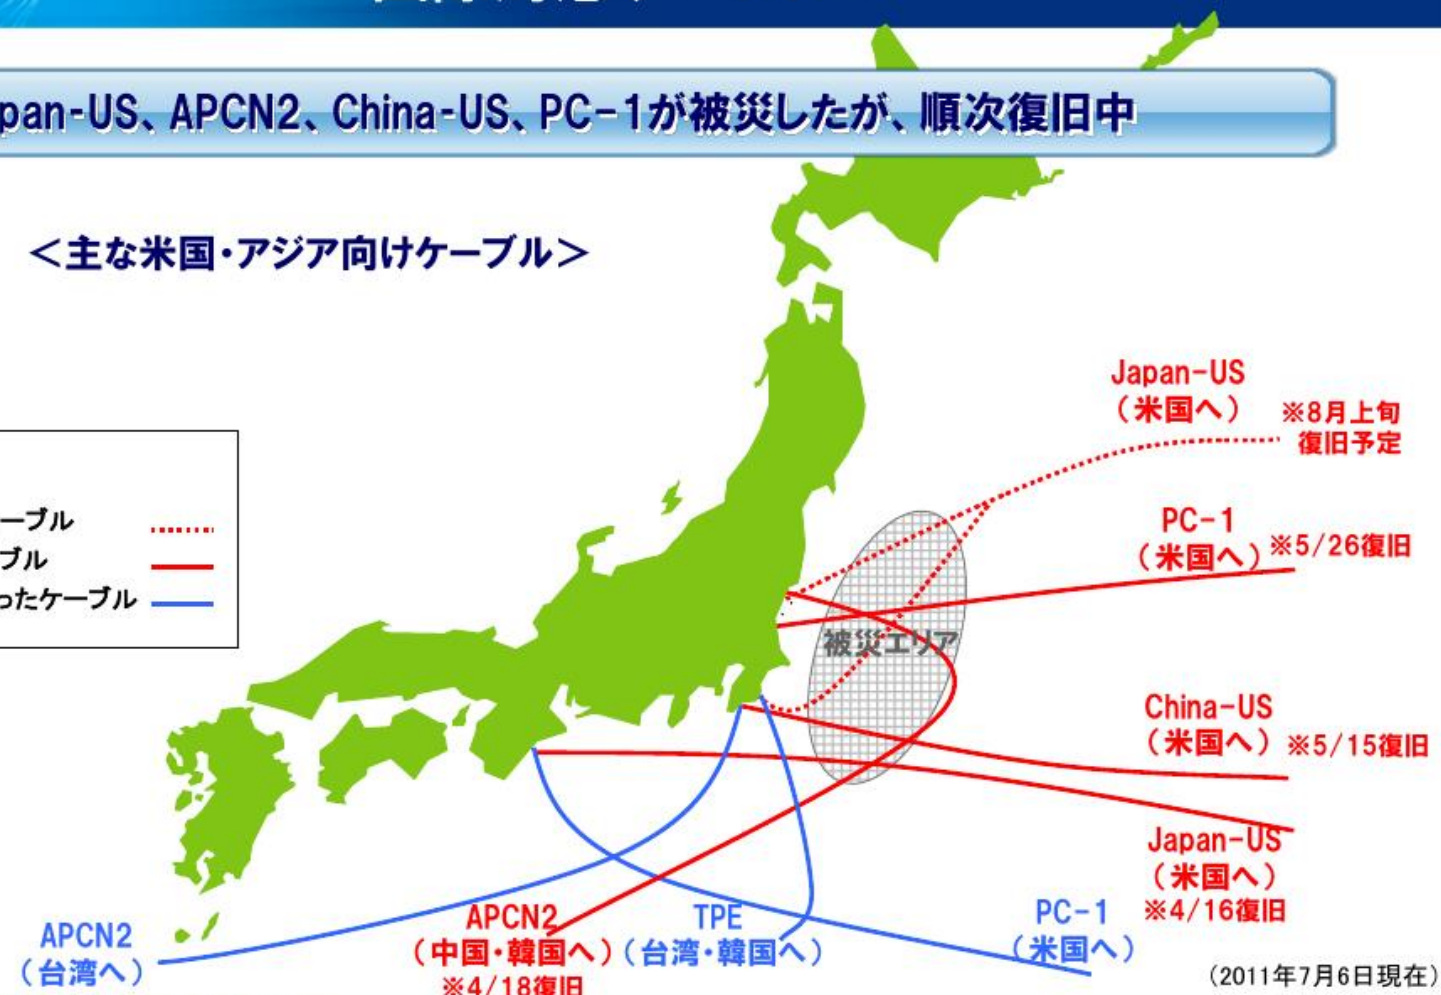 pan-US、APCN2、China-US、PC-1が被災したが、順次復旧中
＜主な米国・アジア向けケーブル＞
Japan-US
（米国へ）
※8月上旬
復旧予定
ーブル
ブル
ったケーブル
PC-1
（米国へ）
※5/26復旧
被災エリア
China-US
（米国へ）
※5/15復旧
Japan-US
（米国へ）
※4/16復旧
APCN2
（台湾へ）
APCN2
（中国・韓国へ）
※4/18復旧
TPE
（台湾・韓国へ）
PC-1
（米国へ）
（2011年7月6日現在）